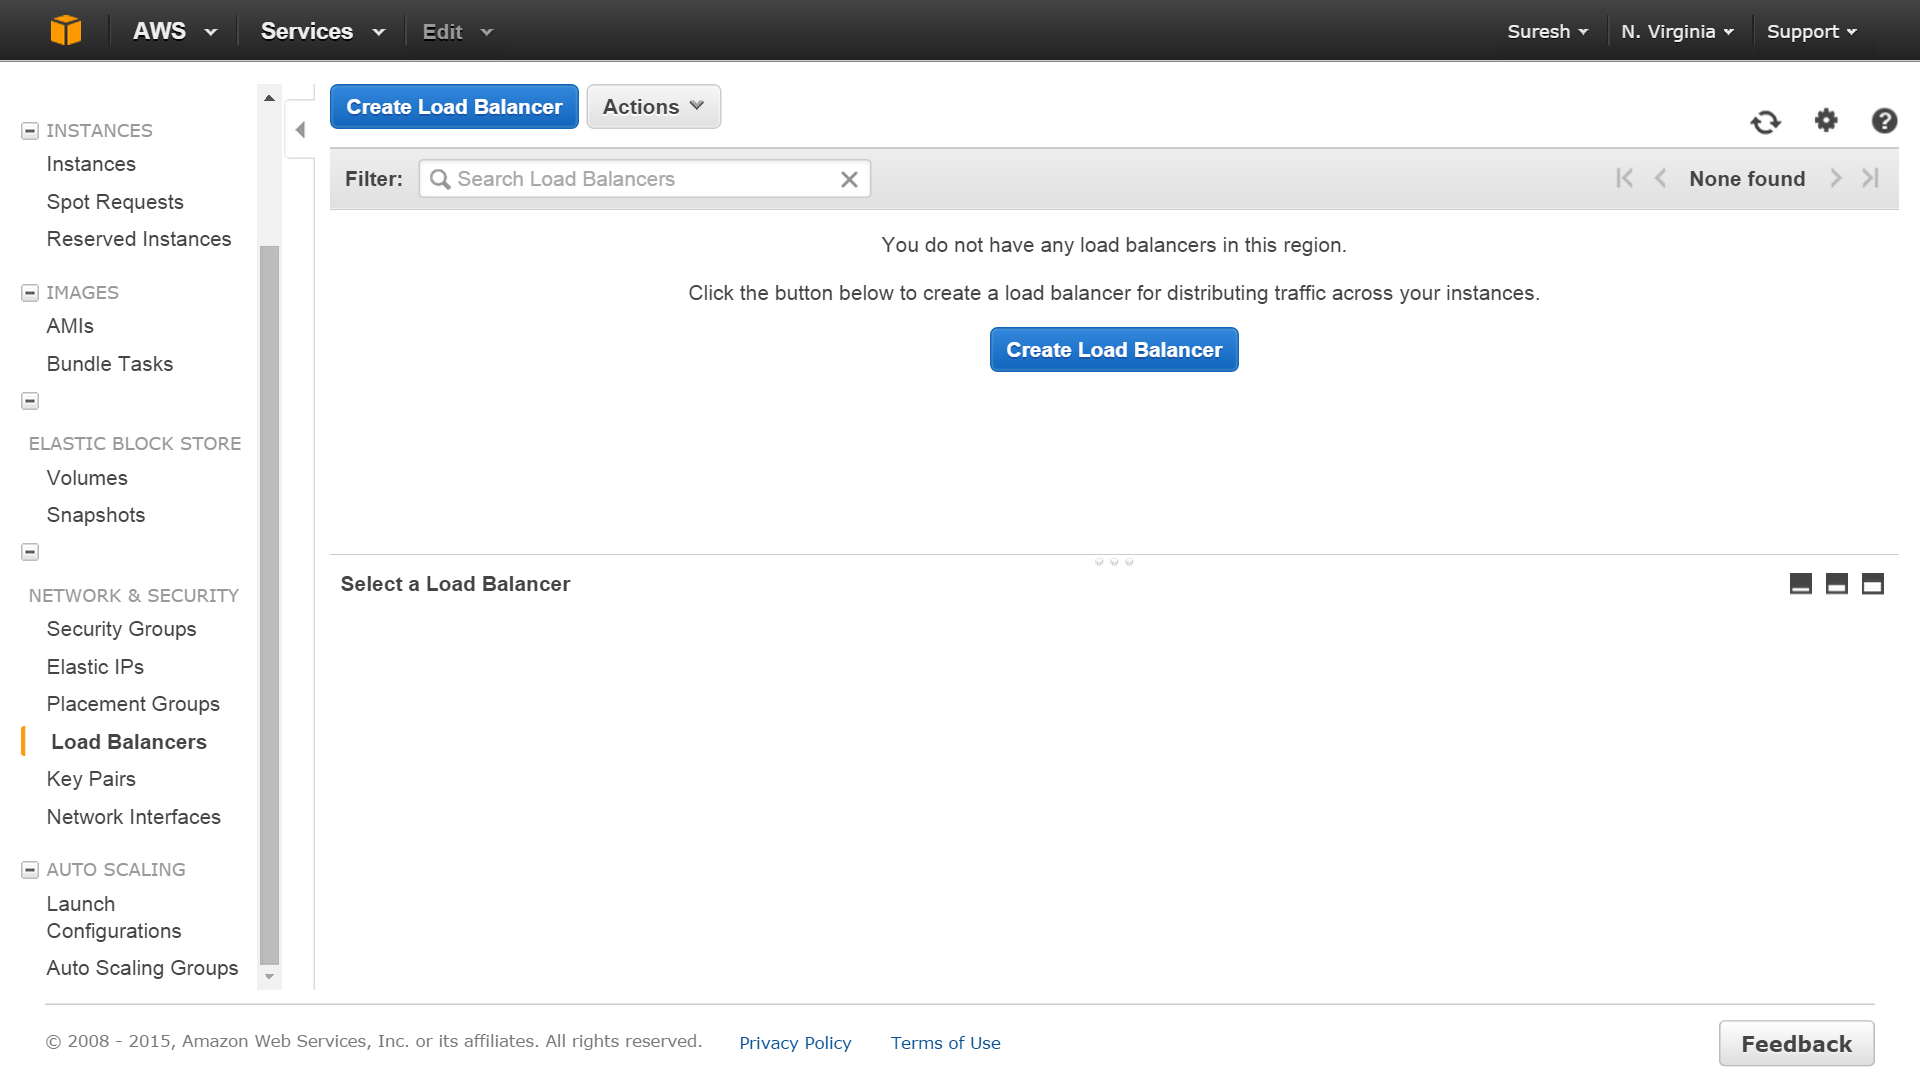 AWS Services Edit Suresh N. Virginia Support
INSTANCES
Instances
Spot Requests
Reserved Instances
IMAGES
AMIs
Bundle Tasks
ELASTIC BLOCK STORE
Volumes
Snapshots
NETWORK & SECURITY
Security Groups
Elastic IPs
Placement Groups
Load Balancers
Key Pairs
Network Interfaces
AUTO SCALING
Launch
Configurations
Auto Scaling Groups
Create Load Balancer Actions
Filter: Search Load Balancers None found
You do not have any load balancers in this region.
Click the button below to create a load balancer for distributing traffic across your instances.
Create Load Balancer
Select a Load Balancer
© 2008 - 2015, Amazon Web Services, Inc. or its affiliates. All rights reserved. Privacy Policy Terms of Use Feedback